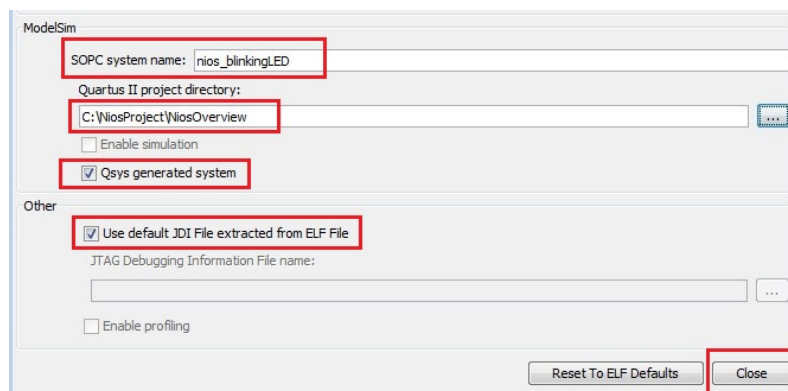 ModelSim
SOPC system name: nios_blinkingLED
Quartus II project directory:
C:\NiosProject\NiosOverview
...
Enable simulation
Qsys generated system
Other
Use default JDI File extracted from ELF File
JTAG Debugging Information File name:
...
Enable profiling
Reset To ELF Defaults Close